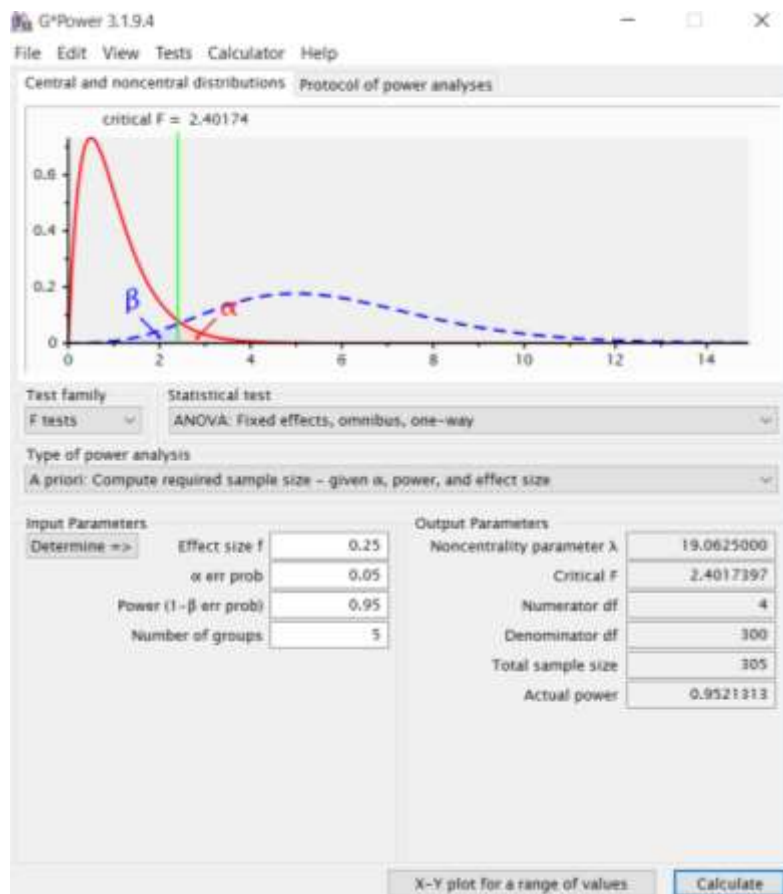 G*Power 3.1.9.4
File Edit View Tests Calculator Help
Central and noncentral distributions Protocol of power analyses
critical F = 2.40174
0.6
0.4
0.2
0
β
α
0 2 4 6 8 10 12 14
Test family Statistical test
F tests ANOVA: Fixed effects, omnibus, one-way
Type of power analysis
A priori: Compute required sample size - given α, power, and effect size
Input Parameters Output Parameters
Determine => Effect size f 0.25 Noncentrality parameter λ 19.0625000
α err prob 0.05 Critical F 2.4017397
Power (1-β err prob) 0.95 Numerator df 4
Number of groups 5 Denominator df 300
Total sample size 305
Actual power 0.9521313
X-Y plot for a range of values Calculate